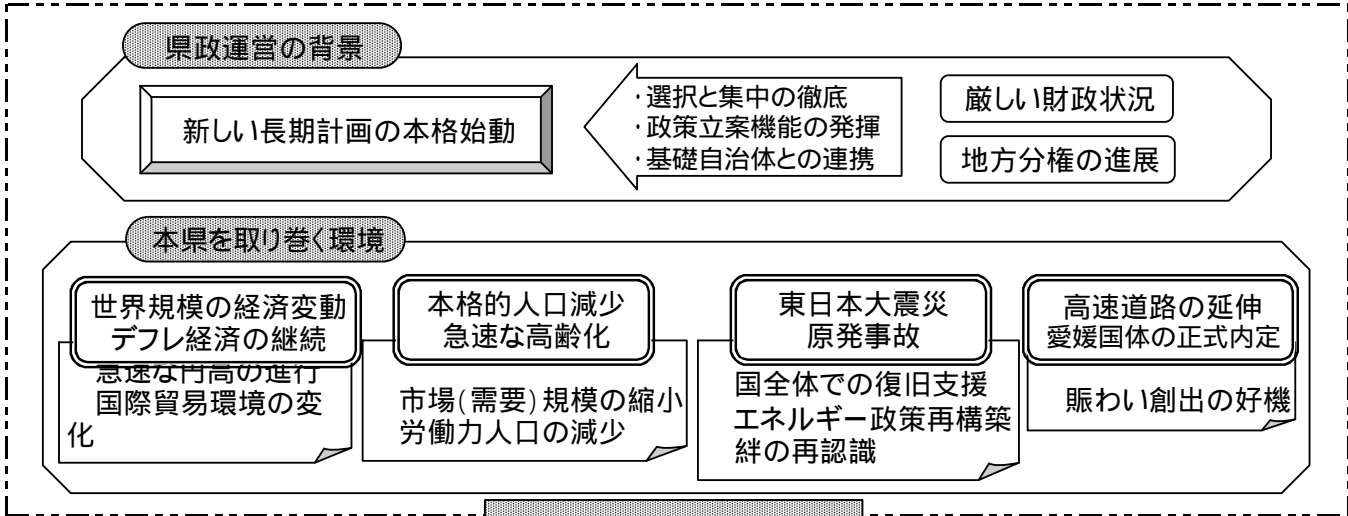 県政運営の背景
新しい長期計画の本格始動
・選択と集中の徹底
・政策立案機能の発揮
・基礎自治体との連携
厳しい財政状況
地方分権の進展
本県を取り巻く環境
世界規模の経済変動
デフレ経済の継続
急速な円高の進行
国際貿易環境の変
化
本格的人口減少
急速な高齢化
市場(需要)規模の縮小
労働力人口の減少
東日本大震災
原発事故
国全体での復旧支援
エネルギー政策再構築
絆の再認識
高速道路の延伸
愛媛国体の正式内定
賑わい創出の好機